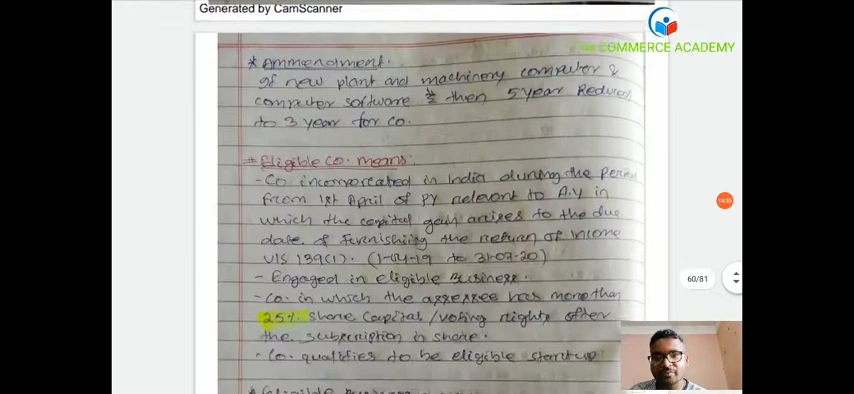 Generated by CamScanner
The COMMERCE ACADEMY
* Ammendment.
If new plant and machinery computer &
computer software then 5 year Reduced
to 3 year for co.
* Eligible co. means:
- Co incorporated in India during the period
from 1st April of PY relevant to A.Y in
which the capital gain arises to the due
date of furnishing the return of income
U/S 139(1). (1-04-19 to 31-07-20)
14:30
60/81
- Engaged in eligible Business.
- Co. in which the assessee has more than
25% share Capital/voting rights after
the subscription in share.
- Co. qualifies to be eligible startup